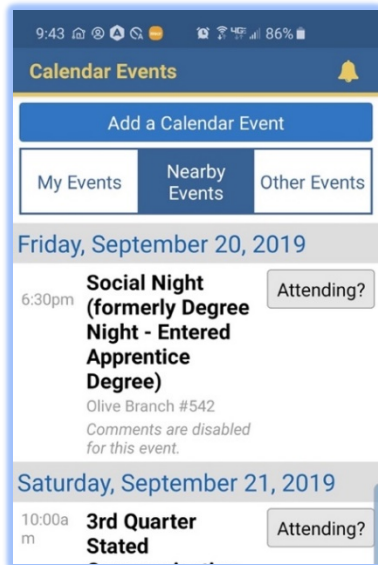 9:43 86%
Calendar Events
Add a Calendar Event
My Events
Nearby
Events
Other Events
Friday, September 20, 2019
6:30pm
Social Night
(formerly Degree
Night - Entered
Apprentice
Degree)
Attending?
Olive Branch #542
Comments are disabled
for this event.
Saturday, September 21, 2019
10:00a
m
3rd Quarter
Stated
Attending?